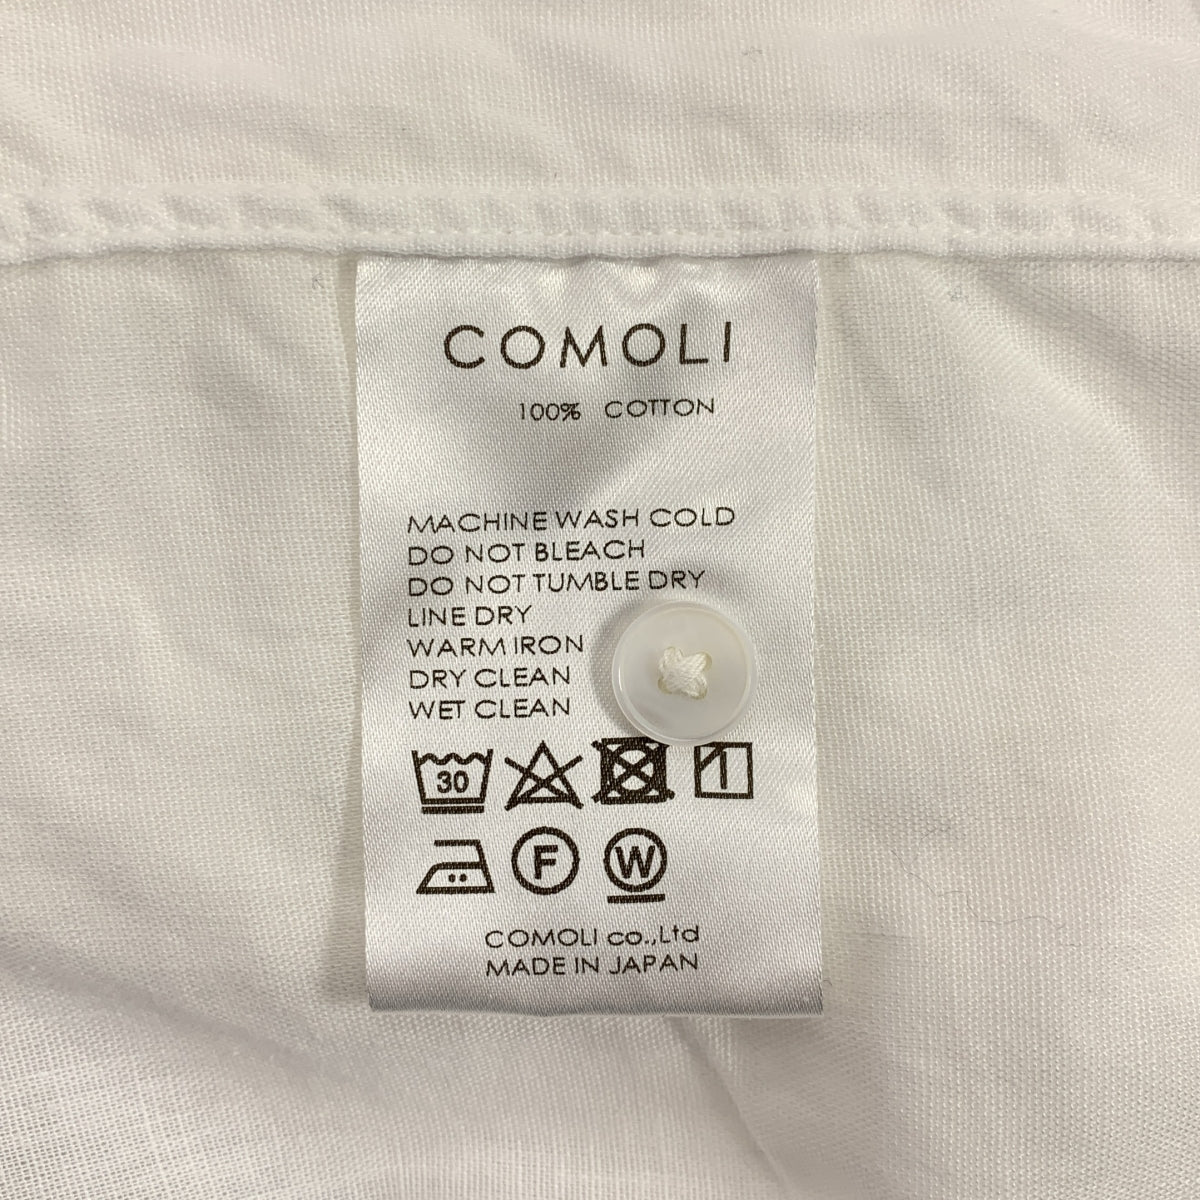 COMOLI
100% COTTON
MACHINE WASH COLD
DO NOT BLEACH
DO NOT TUMBLE DRY
LINE DRY
WARM IRON
DRY CLEAN
WET CLEAN
30
F W
COMOLI co.,Ltd
MADE IN JAPAN